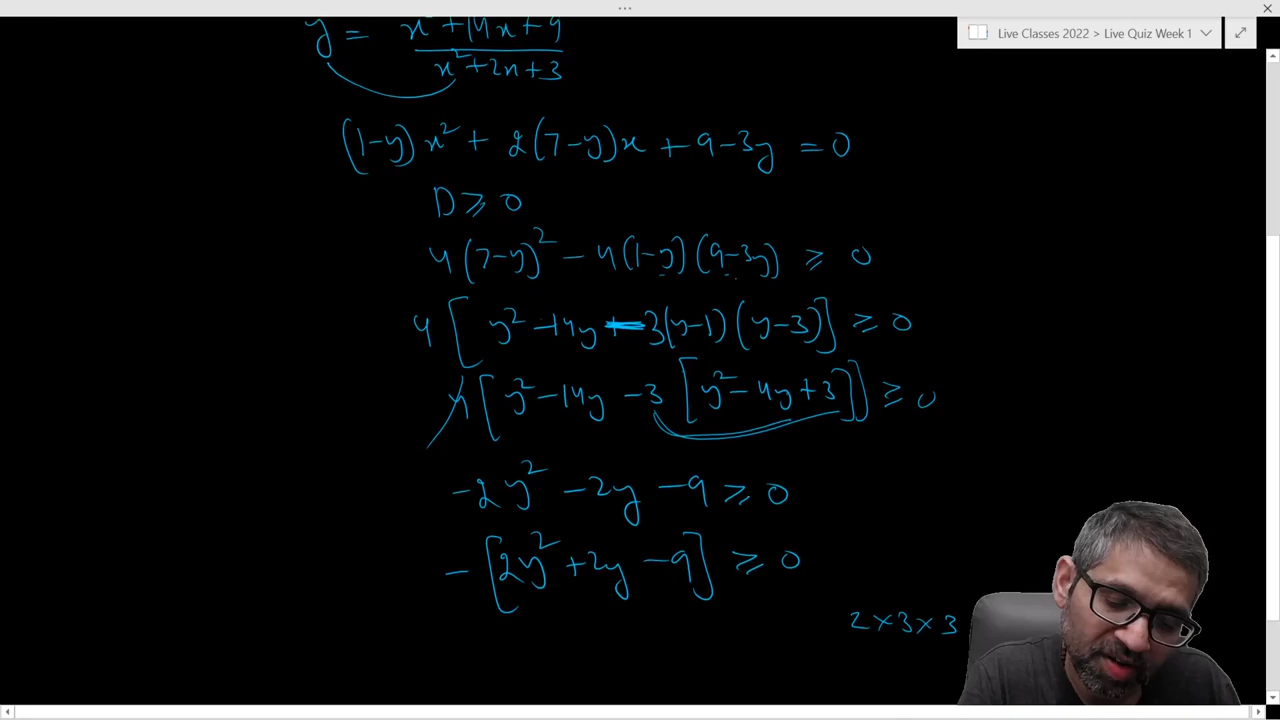 ...
Live Classes 2022 > Live Quiz Week 1
y = x² + 14x + 9
x² + 2x + 3
(1-y)x² + 2(7-y)x + 9-3y = 0
D ≥ 0
4(7-y)² - 4(1-y)(9-3y) ≥ 0
4[y² - 14y - 3(y-1)(y-3)] ≥ 0
4[y² - 14y - 3[y² - 4y + 3]] ≥ 0
-2y² - 2y - 9 ≥ 0
-[2y² + 2y - 9] ≥ 0
2 × 3 × 3